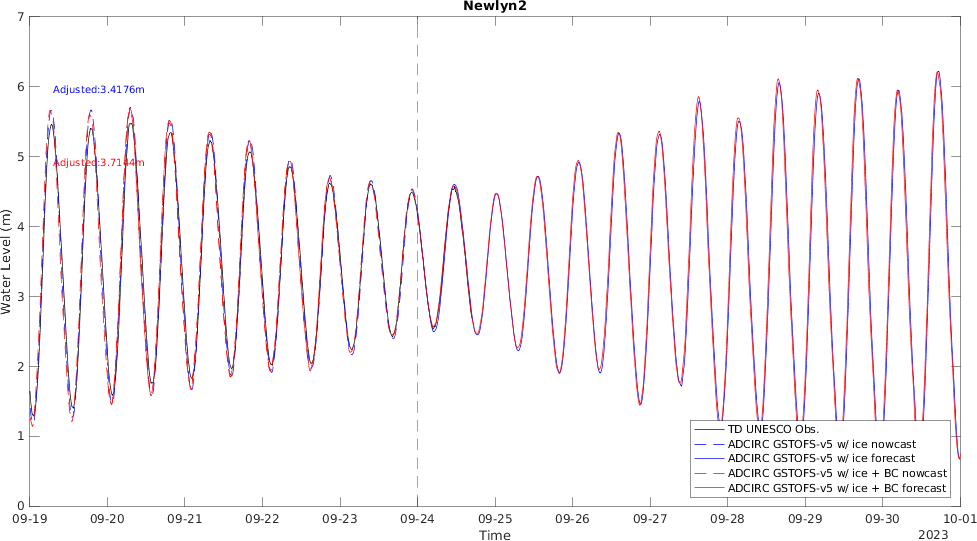 Newlyn2
7
6
5
4
3
2
1
0
Water Level (m)
Adjusted:3.4176m
Adjusted:3.7144m
TD UNESCO Obs.
ADCIRC GSTOFS-v5 w/ ice nowcast
ADCIRC GSTOFS-v5 w/ ice forecast
ADCIRC GSTOFS-v5 w/ ice + BC nowcast
ADCIRC GSTOFS-v5 w/ ice + BC forecast
09-19 09-20 09-21 09-22 09-23 09-24 09-25 09-26 09-27 09-28 09-29 09-30 10-01
Time
2023